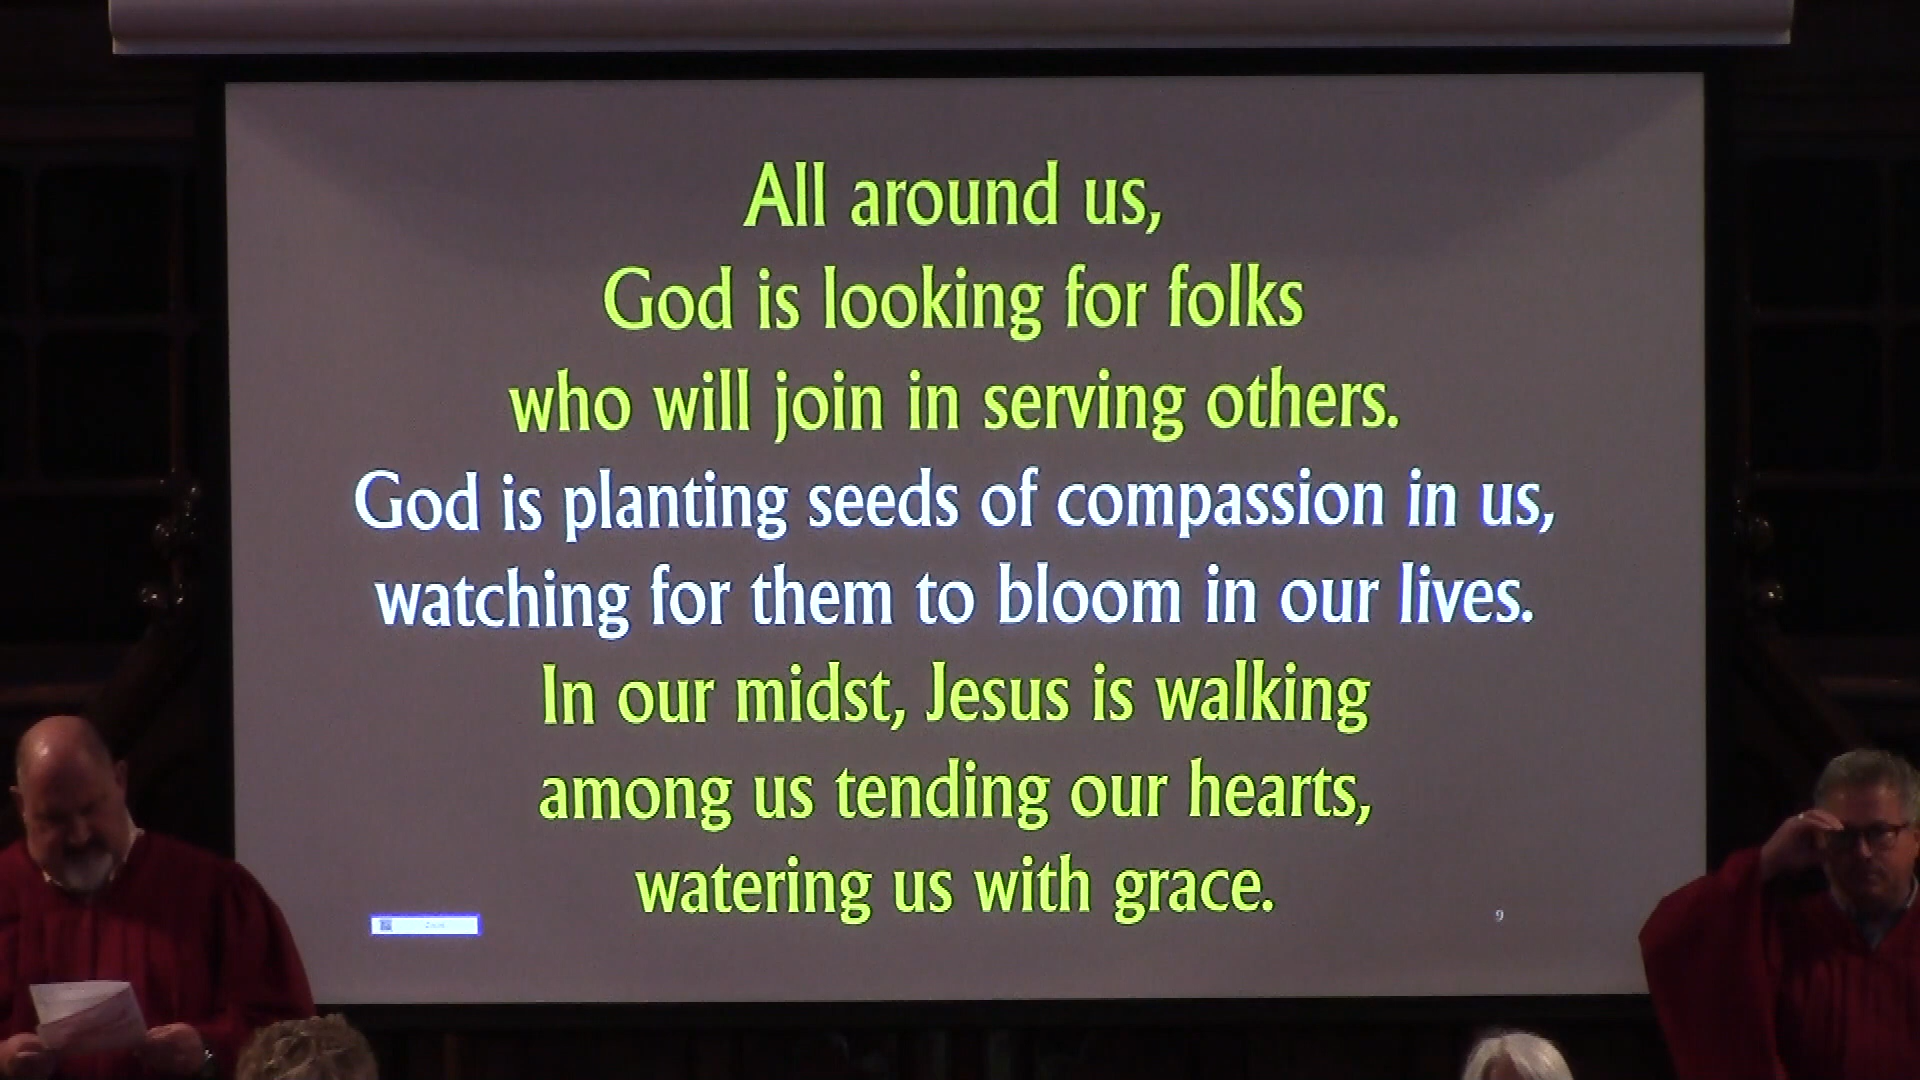 All around us,
God is looking for folks
who will join in serving others.
God is planting seeds of compassion in us,
watching for them to bloom in our lives.
In our midst, Jesus is walking
among us tending our hearts,
watering us with grace.
9